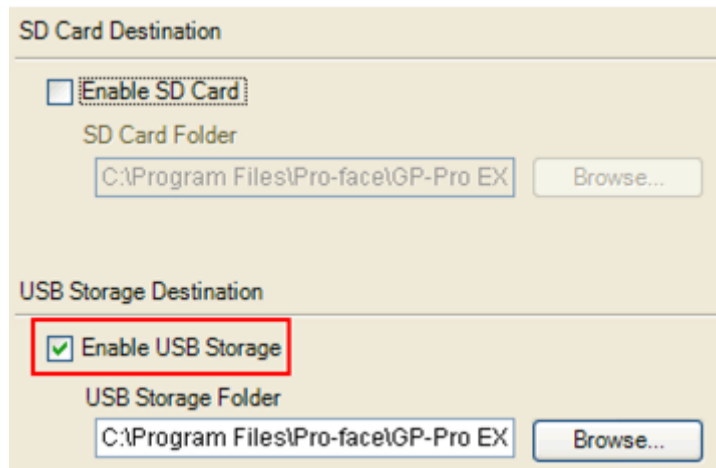 SD Card Destination
Enable SD Card
SD Card Folder
C:\Program Files\Pro-face\GP-Pro EX
Browse...
USB Storage Destination
Enable USB Storage
USB Storage Folder
C:\Program Files\Pro-face\GP-Pro EX
Browse...